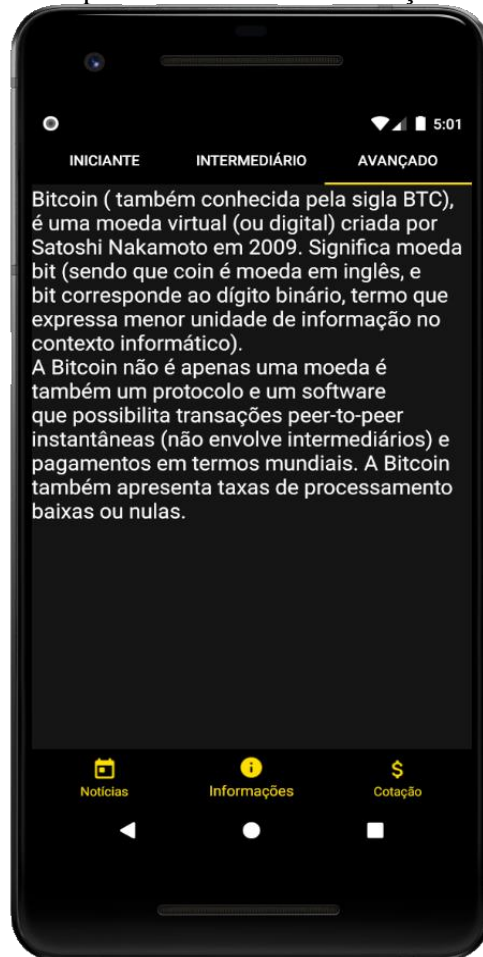 5:01
INICIANTE INTERMEDIÁRIO AVANÇADO
Bitcoin ( também conhecida pela sigla BTC),
é uma moeda virtual (ou digital) criada por
Satoshi Nakamoto em 2009. Significa moeda
bit (sendo que coin é moeda em inglês, e
bit corresponde ao dígito binário, termo que
expressa menor unidade de informação no
contexto informático).
A Bitcoin não é apenas uma moeda é
também um protocolo e um software
que possibilita transações peer-to-peer
instantâneas (não envolve intermediários) e
pagamentos em termos mundiais. A Bitcoin
também apresenta taxas de processamento
baixas ou nulas.
Notícias Informações Cotação